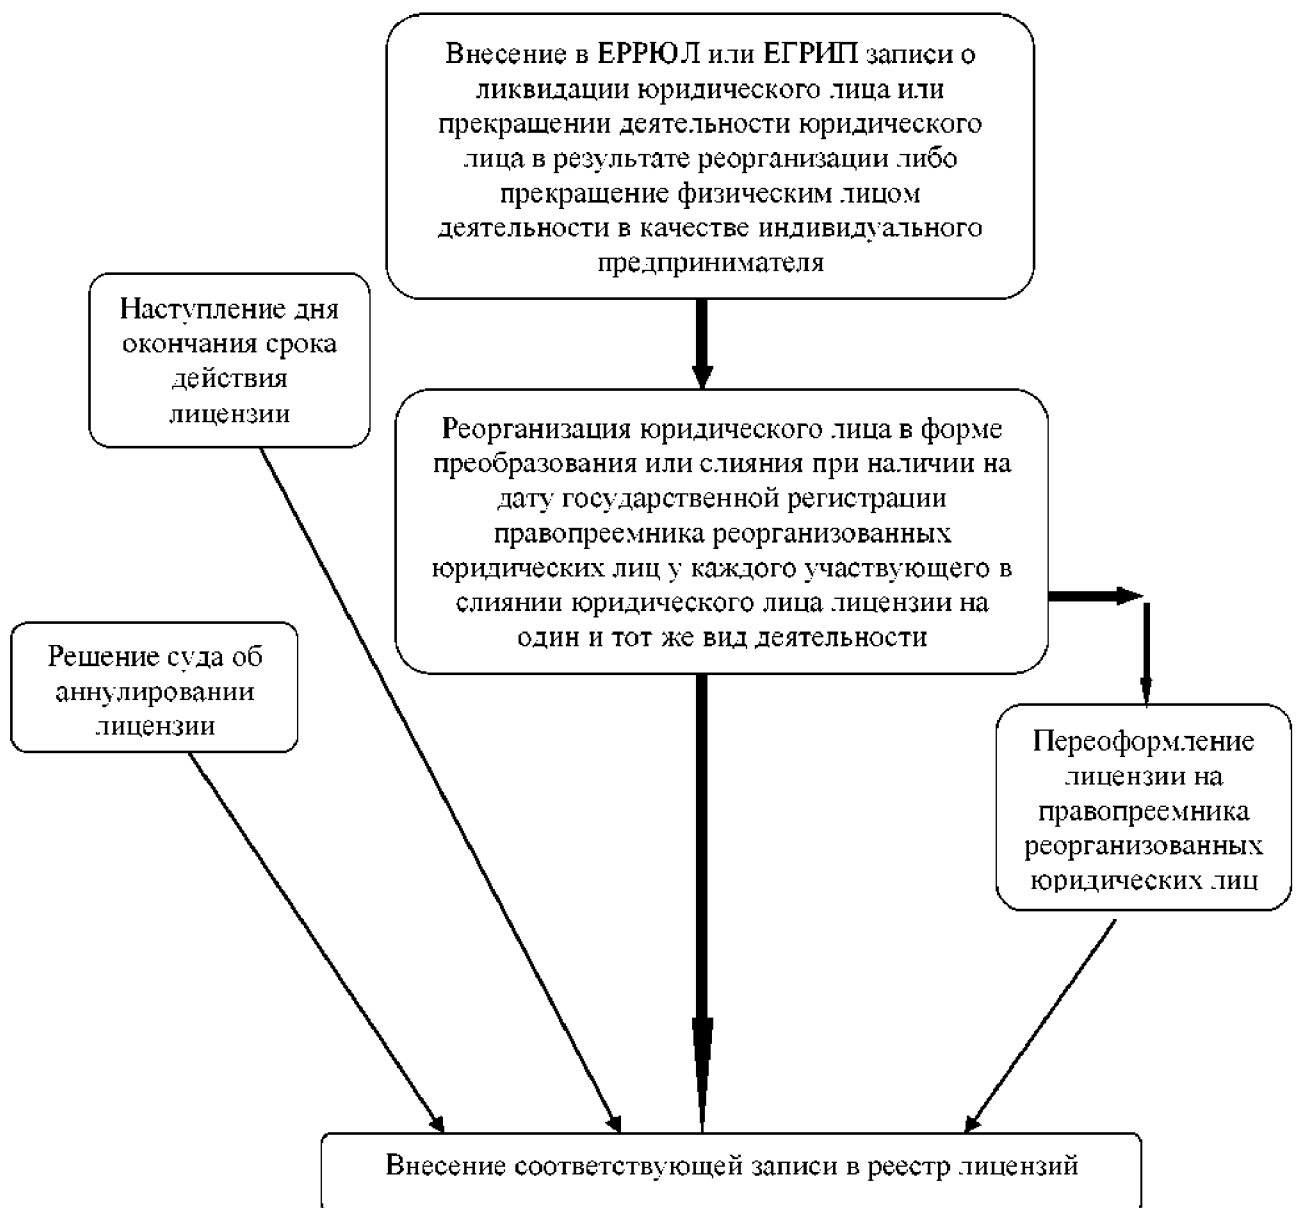 Внесение в ЕРРЮЛ или ЕГРИП записи о
ликвидации юридического лица или
прекращении деятельности юридического
лица в результате реорганизации либо
прекращение физическим лицом
деятельности в качестве индивидуального
предпринимателя
Наступление дня
окончания срока
действия
лицензии
Реорганизация юридического лица в форме
преобразования или слияния при наличии на
дату государственной регистрации
правопреемника реорганизованных
юридических лиц у каждого участвующего в
слиянии юридического лица лицензии на
один и тот же вид деятельности
Решение суда об
аннулировании
лицензии
Переоформление
лицензии на
правопреемника
реорганизованных
юридических лиц
Внесение соответствующей записи в реестр лицензий